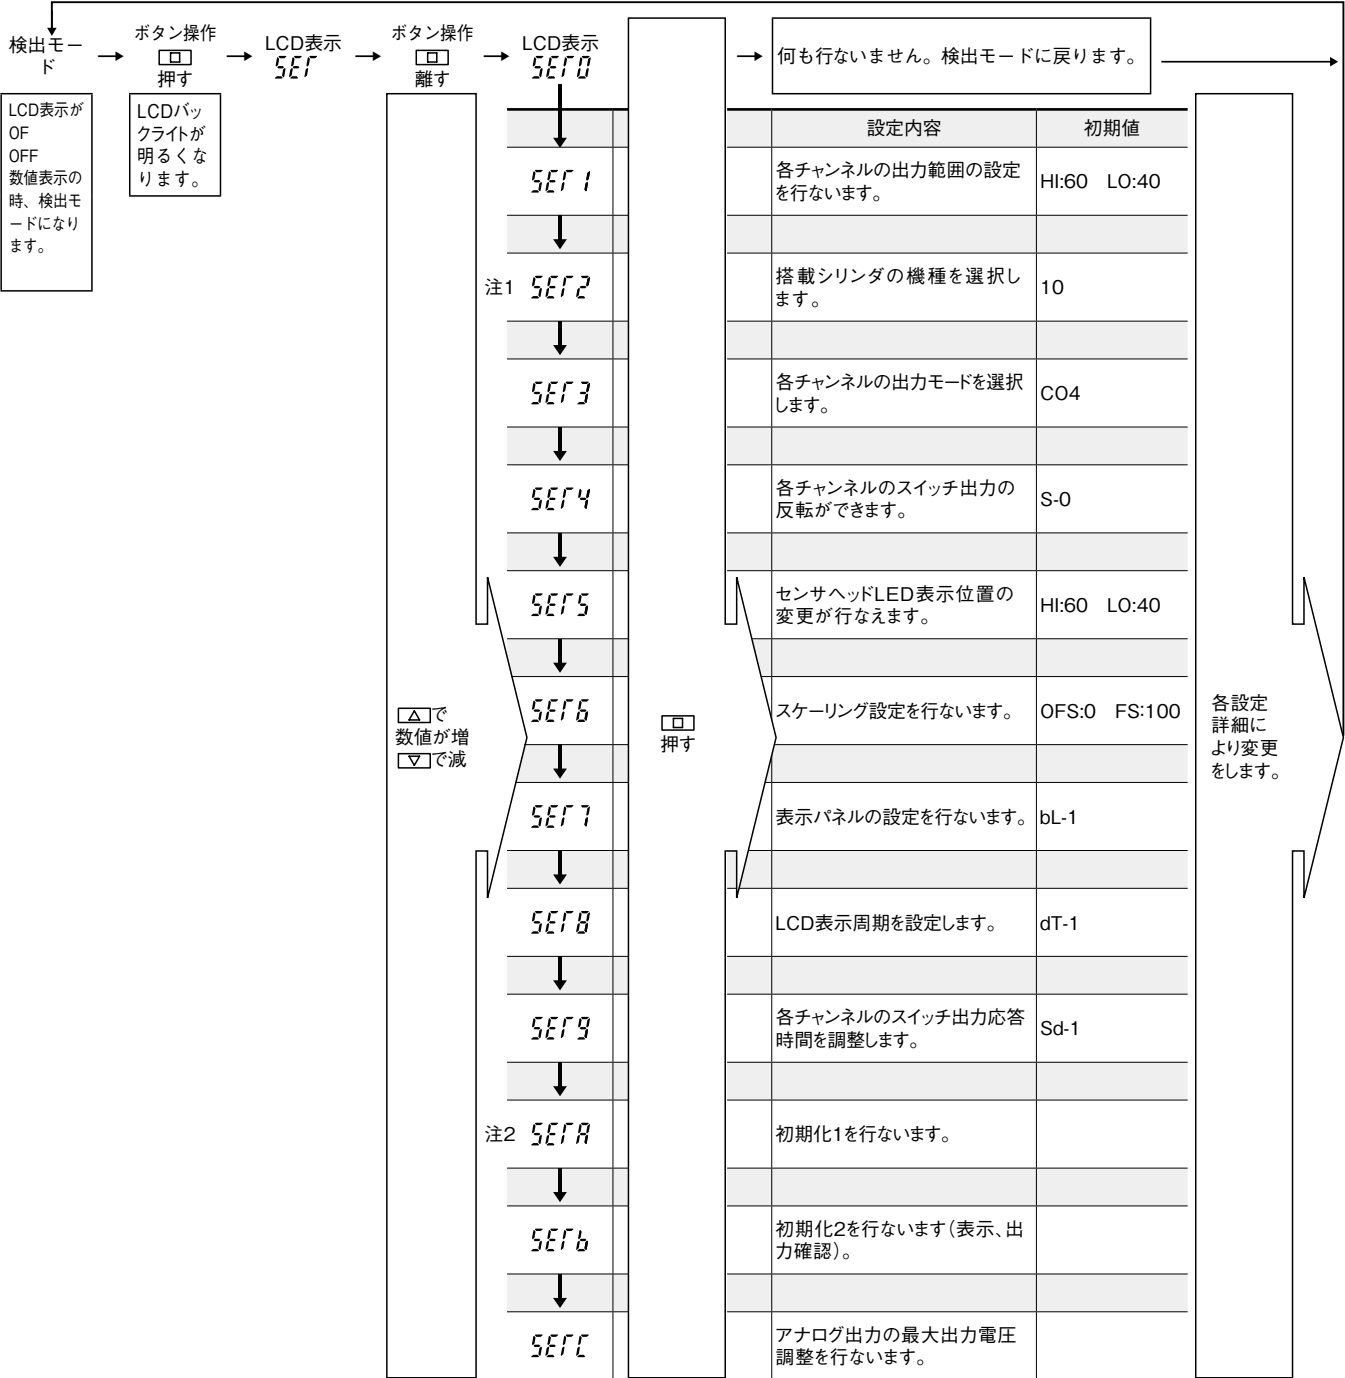 検出モー
ド
ボタン操作
押す
LCD表示
SET
ボタン操作
離す
LCD表示
SET0
何も行ないません。検出モードに戻ります。
LCD表示が
OF
OFF
数値表示の
時、検出モ
ードになり
ます。
LCDバッ
クライトが
明るくな
ります。
設定内容
初期値
SET1
各チャンネルの出力範囲の設定
を行ないます。
HI:60 LO:40
注1
SET2
搭載シリンダの機種を選択し
ます。
10
SET3
各チャンネルの出力モードを選択
します。
CO4
SET4
各チャンネルのスイッチ出力の
反転ができます。
S-0
SET5
センサヘッドLED表示位置の
変更が行なえます。
HI:60 LO:40
△で
数値が増
▽で減
SET6
押す
スケーリング設定を行ないます。
OFS:0 FS:100
各設定
詳細に
より変更
をします。
SET7
表示パネルの設定を行ないます。
bL-1
SET8
LCD表示周期を設定します。
dT-1
SET9
各チャンネルのスイッチ出力応答
時間を調整します。
Sd-1
注2
SETA
初期化1を行ないます。
SETb
初期化2を行ないます(表示、出
力確認)。
SETC
アナログ出力の最大出力電圧
調整を行ないます。